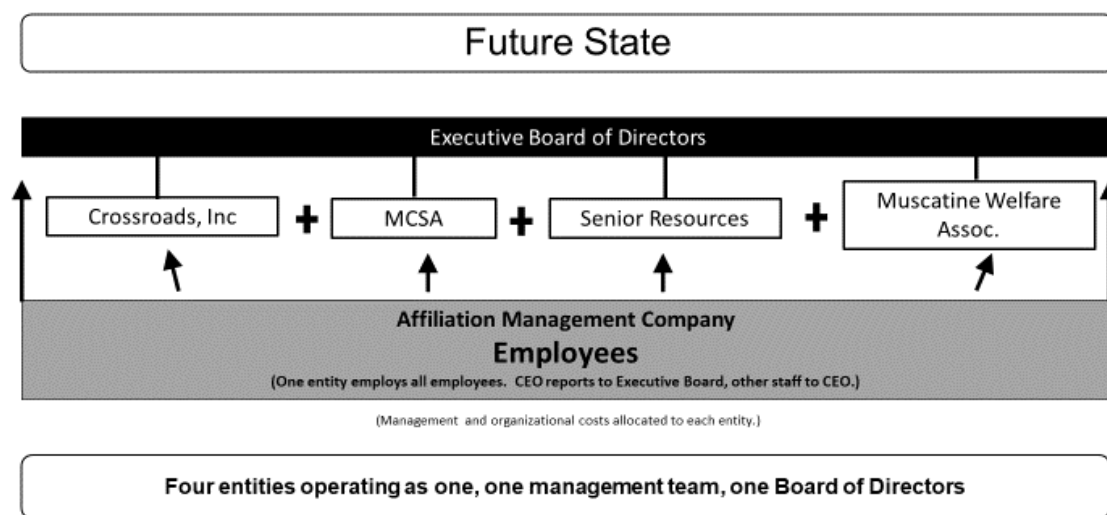 Future State
Executive Board of Directors
Crossroads, Inc
+
MCSA
+
Senior Resources
+
Muscatine Welfare
Assoc.
Affiliation Management Company
Employees
(One entity employs all employees. CEO reports to Executive Board, other staff to CEO.)
(Management and organizational costs allocated to each entity.)
Four entities operating as one, one management team, one Board of Directors